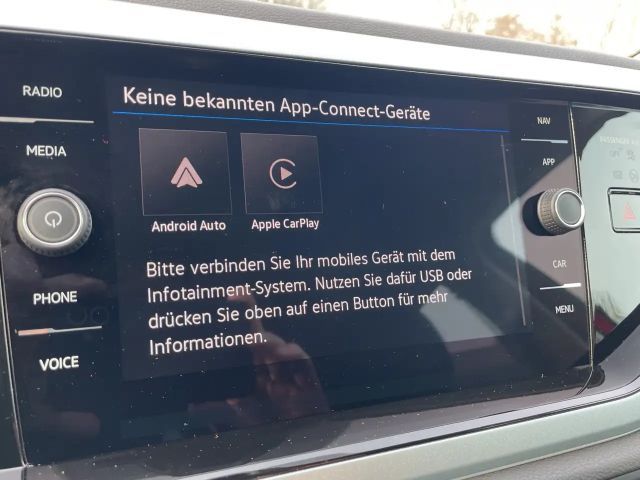 RADIO
MEDIA
PHONE
VOICE
Keine bekannten App-Connect-Geräte
Android Auto
Apple CarPlay
Bitte verbinden Sie Ihr mobiles Gerät mit dem
Infotainment-System. Nutzen Sie dafür USB oder
drücken Sie oben auf einen Button für mehr
Informationen.
NAV
APP
CAR
MENU
PASSENGER